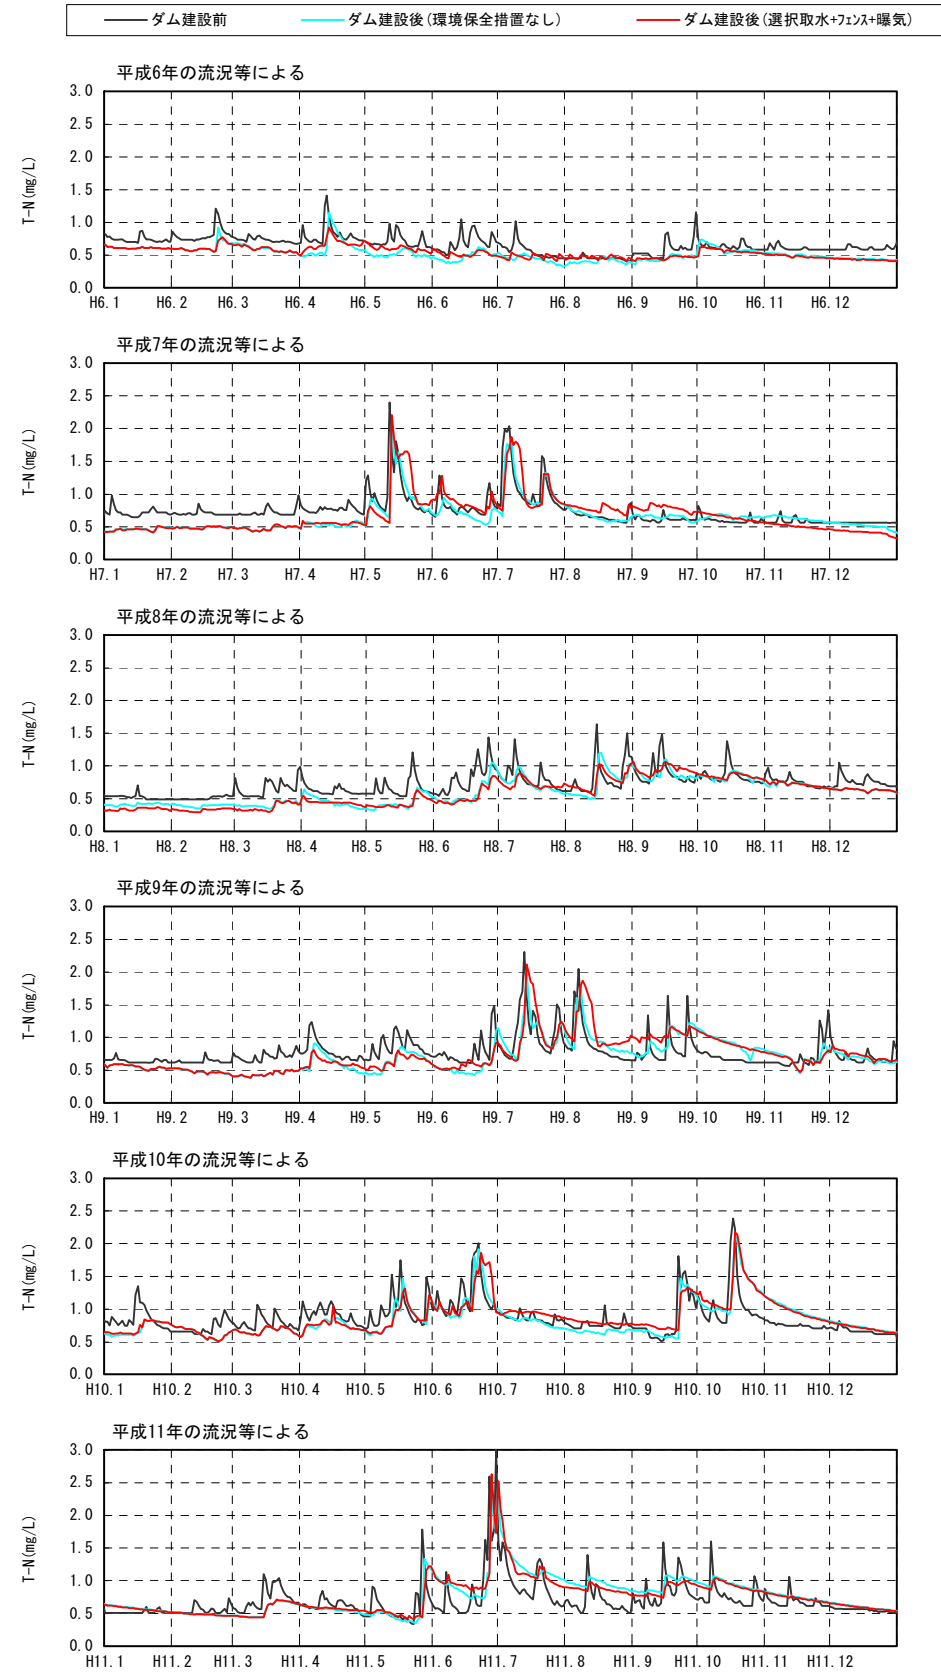 ダム建設前 ダム建設後(環境保全措置なし) ダム建設後(選択取水+ﾌｪﾝｽ+曝気)
平成6年の流況等による
3.0
2.5
2.0
1.5
1.0
0.5
0.0
T-N(mg/L)
H6.1 H6.2 H6.3 H6.4 H6.5 H6.6 H6.7 H6.8 H6.9 H6.10 H6.11 H6.12
平成7年の流況等による
3.0
2.5
2.0
1.5
1.0
0.5
0.0
T-N(mg/L)
H7.1 H7.2 H7.3 H7.4 H7.5 H7.6 H7.7 H7.8 H7.9 H7.10 H7.11 H7.12
平成8年の流況等による
3.0
2.5
2.0
1.5
1.0
0.5
0.0
T-N(mg/L)
H8.1 H8.2 H8.3 H8.4 H8.5 H8.6 H8.7 H8.8 H8.9 H8.10 H8.11 H8.12
平成9年の流況等による
3.0
2.5
2.0
1.5
1.0
0.5
0.0
T-N(mg/L)
H9.1 H9.2 H9.3 H9.4 H9.5 H9.6 H9.7 H9.8 H9.9 H9.10 H9.11 H9.12
平成10年の流況等による
3.0
2.5
2.0
1.5
1.0
0.5
0.0
T-N(mg/L)
H10.1 H10.2 H10.3 H10.4 H10.5 H10.6 H10.7 H10.8 H10.9 H10.10 H10.11 H10.12
平成11年の流況等による
3.0
2.5
2.0
1.5
1.0
0.5
0.0
T-N(mg/L)
H11.1 H11.2 H11.3 H11.4 H11.5 H11.6 H11.7 H11.8 H11.9 H11.10 H11.11 H11.12